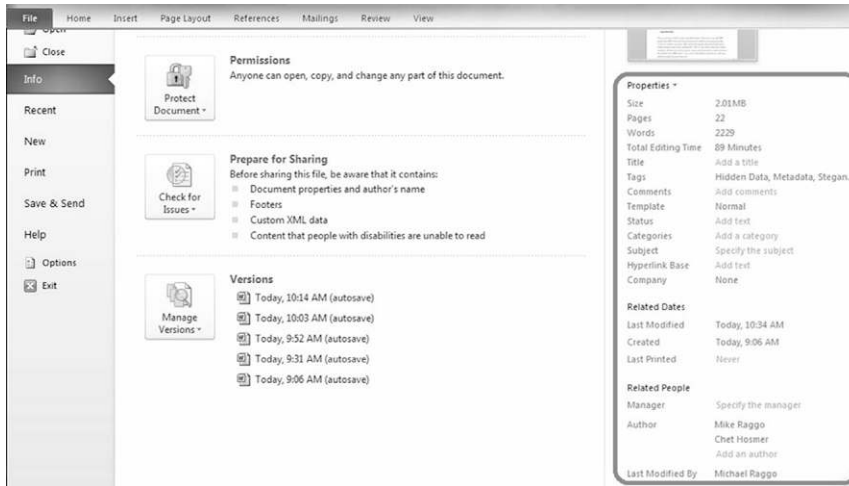 File Home Insert Page Layout References Mailings Review View
Open
Close
Info
Recent
New
Print
Save & Send
Help
Options
Exit
Protect
Document
Permissions
Anyone can open, copy, and change any part of this document.
Check for
Issues
Prepare for Sharing
Before sharing this file, be aware that it contains:
Document properties and author's name
Footers
Custom XML data
Content that people with disabilities are unable to read
Manage
Versions
Versions
Today, 10:14 AM (autosave)
Today, 10:03 AM (autosave)
Today, 9:52 AM (autosave)
Today, 9:31 AM (autosave)
Today, 9:06 AM (autosave)
Properties
Size 2.01MB
Pages 22
Words 2229
Total Editing Time 89 Minutes
Title Add a title
Tags Hidden Data, Metadata, Stegan.
Comments Add comments
Template Normal
Status Add text
Categories Add a category
Subject Specify the subject
Hyperlink Base Add text
Company None
Related Dates
Last Modified Today, 10:34 AM
Created Today, 9:06 AM
Last Printed Never
Related People
Manager Specify the manager
Author Mike Raggo
Chet Hosmer
Add an author
Last Modified By Michael Raggo